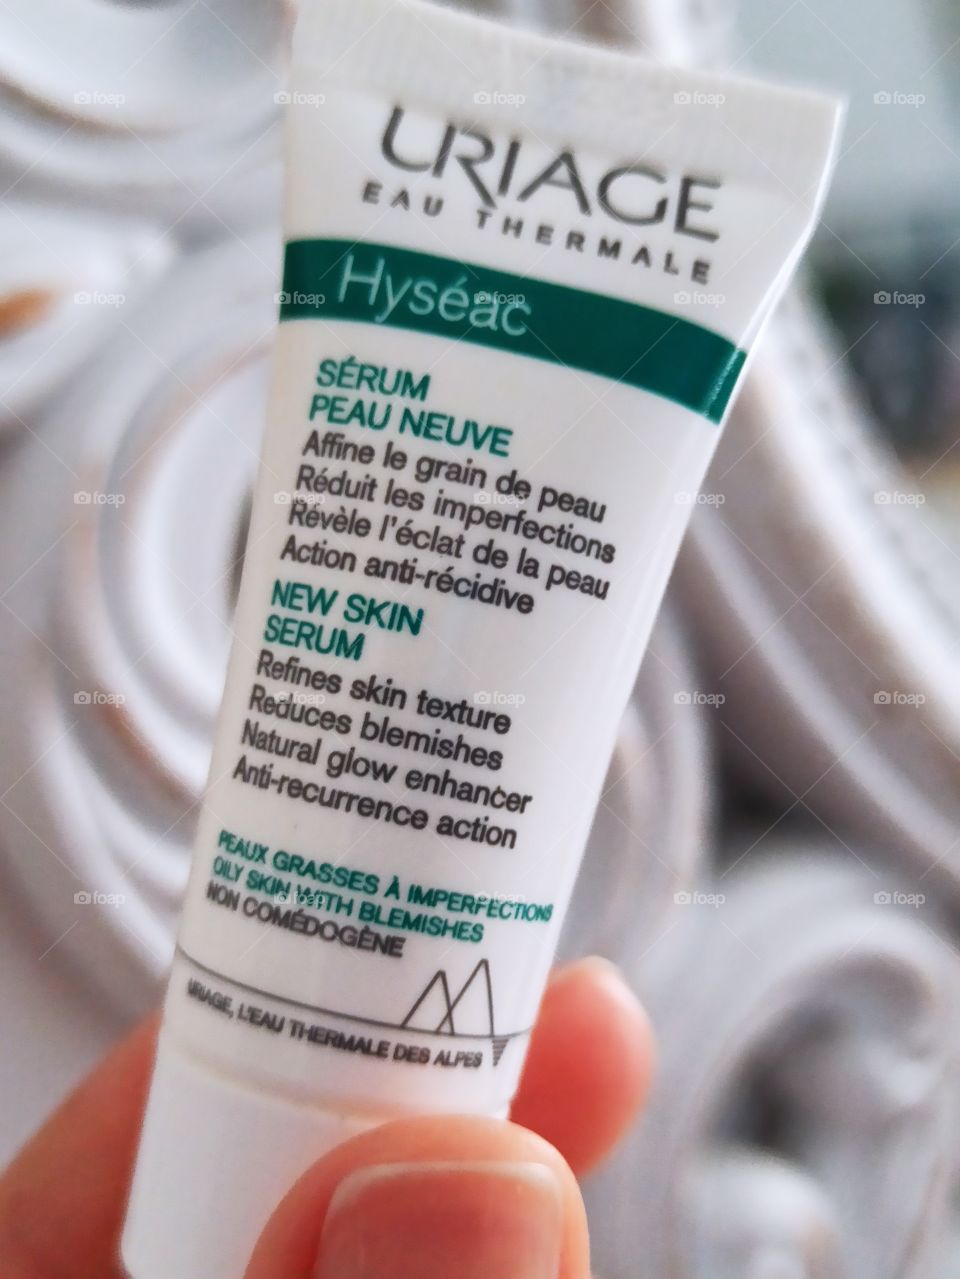 URIAGE
EAU THERMALE
Hyséac
SÉRUM
PEAU NEUVE
Affine le grain de peau
Réduit les imperfections
Révèle l'éclat de la peau
Action anti-récidive
NEW SKIN
SERUM
Refines skin texture
Reduces blemishes
Natural glow enhancer
Anti-recurrence action
PEAUX GRASSES À IMPERFECTIONS
OILY SKIN WITH BLEMISHES
NON COMÉDOGÈNE
URIAGE, L'EAU THERMALE DES ALPES
foap